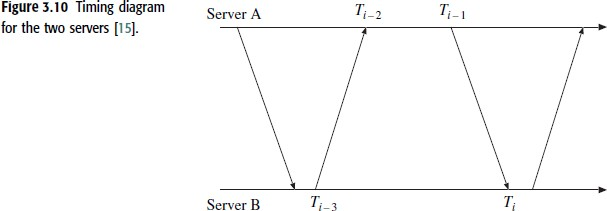 Figure 3.10 Timing diagram
for the two servers [15].
Server A
Tᵢ₋₂
Tᵢ₋₁
Server B
Tᵢ₋₃
Tᵢ